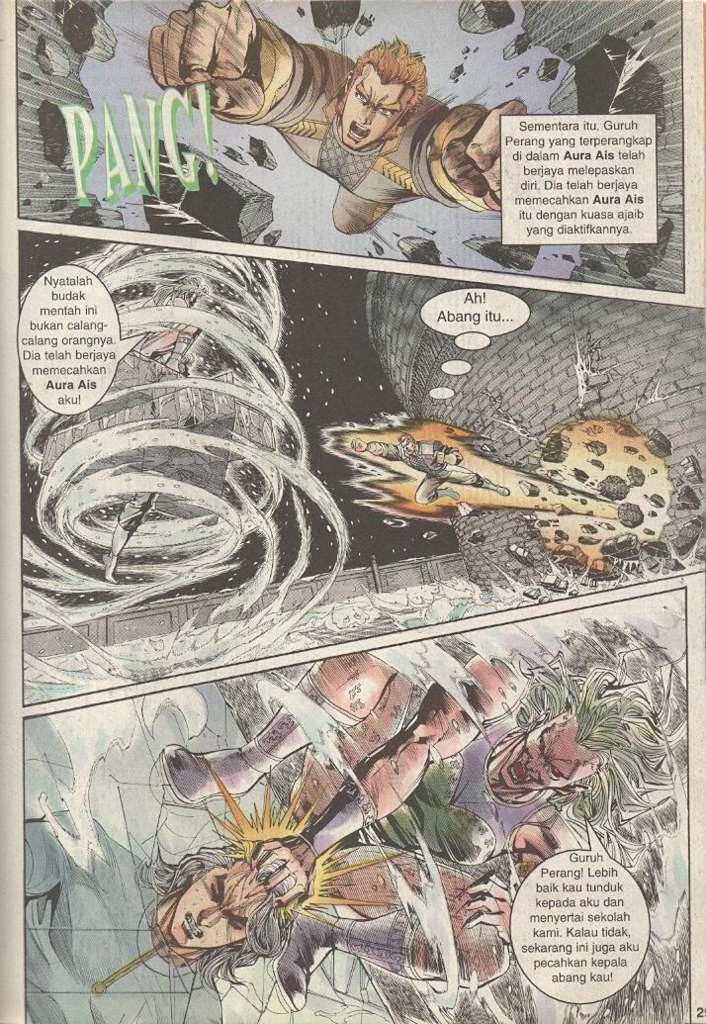 PANG!
Sementara itu, Guruh
Perang yang terperangkap
di dalam Aura Ais telah
berjaya melepaskan
diri. Dia telah berjaya
memecahkan Aura Ais
itu dengan kuasa ajaib
yang diaktifkannya.
Nyatalah
budak
mentah ini
bukan calang-
calang orangnya.
Dia telah berjaya
memecahkan
Aura Ais
aku!
Ah!
Abang itu...
Guruh
Perang! Lebih
baik kau tunduk
kepada aku dan
menyertai sekolah
kami. Kalau tidak,
sekarang ini juga aku
pecahkan kepala
abang kau!